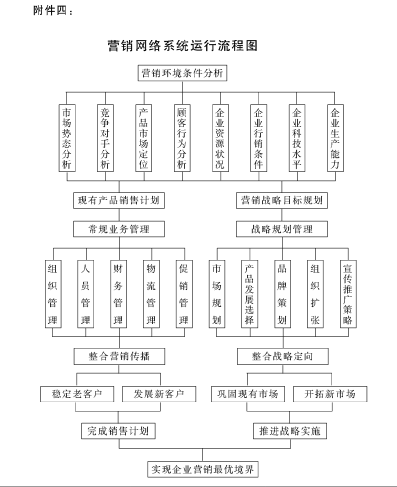 附件四：
营销网络系统运行流程图
营销环境条件分析
市场势态分析
竞争对手分析
产品市场定位
顾客行为分析
企业资源状况
企业行销条件
企业科技水平
企业生产能力
现有产品销售计划
营销战略目标规划
常规业务管理
战略规划管理
组织管理
人员管理
财务管理
物流管理
促销管理
市场规划
产品发展选择
品牌策划
组织扩张
宣传推广策略
整合营销传播
整合战略定向
稳定老客户
发展新客户
巩固现有市场
开拓新市场
完成销售计划
推进战略实施
实现企业营销最优境界